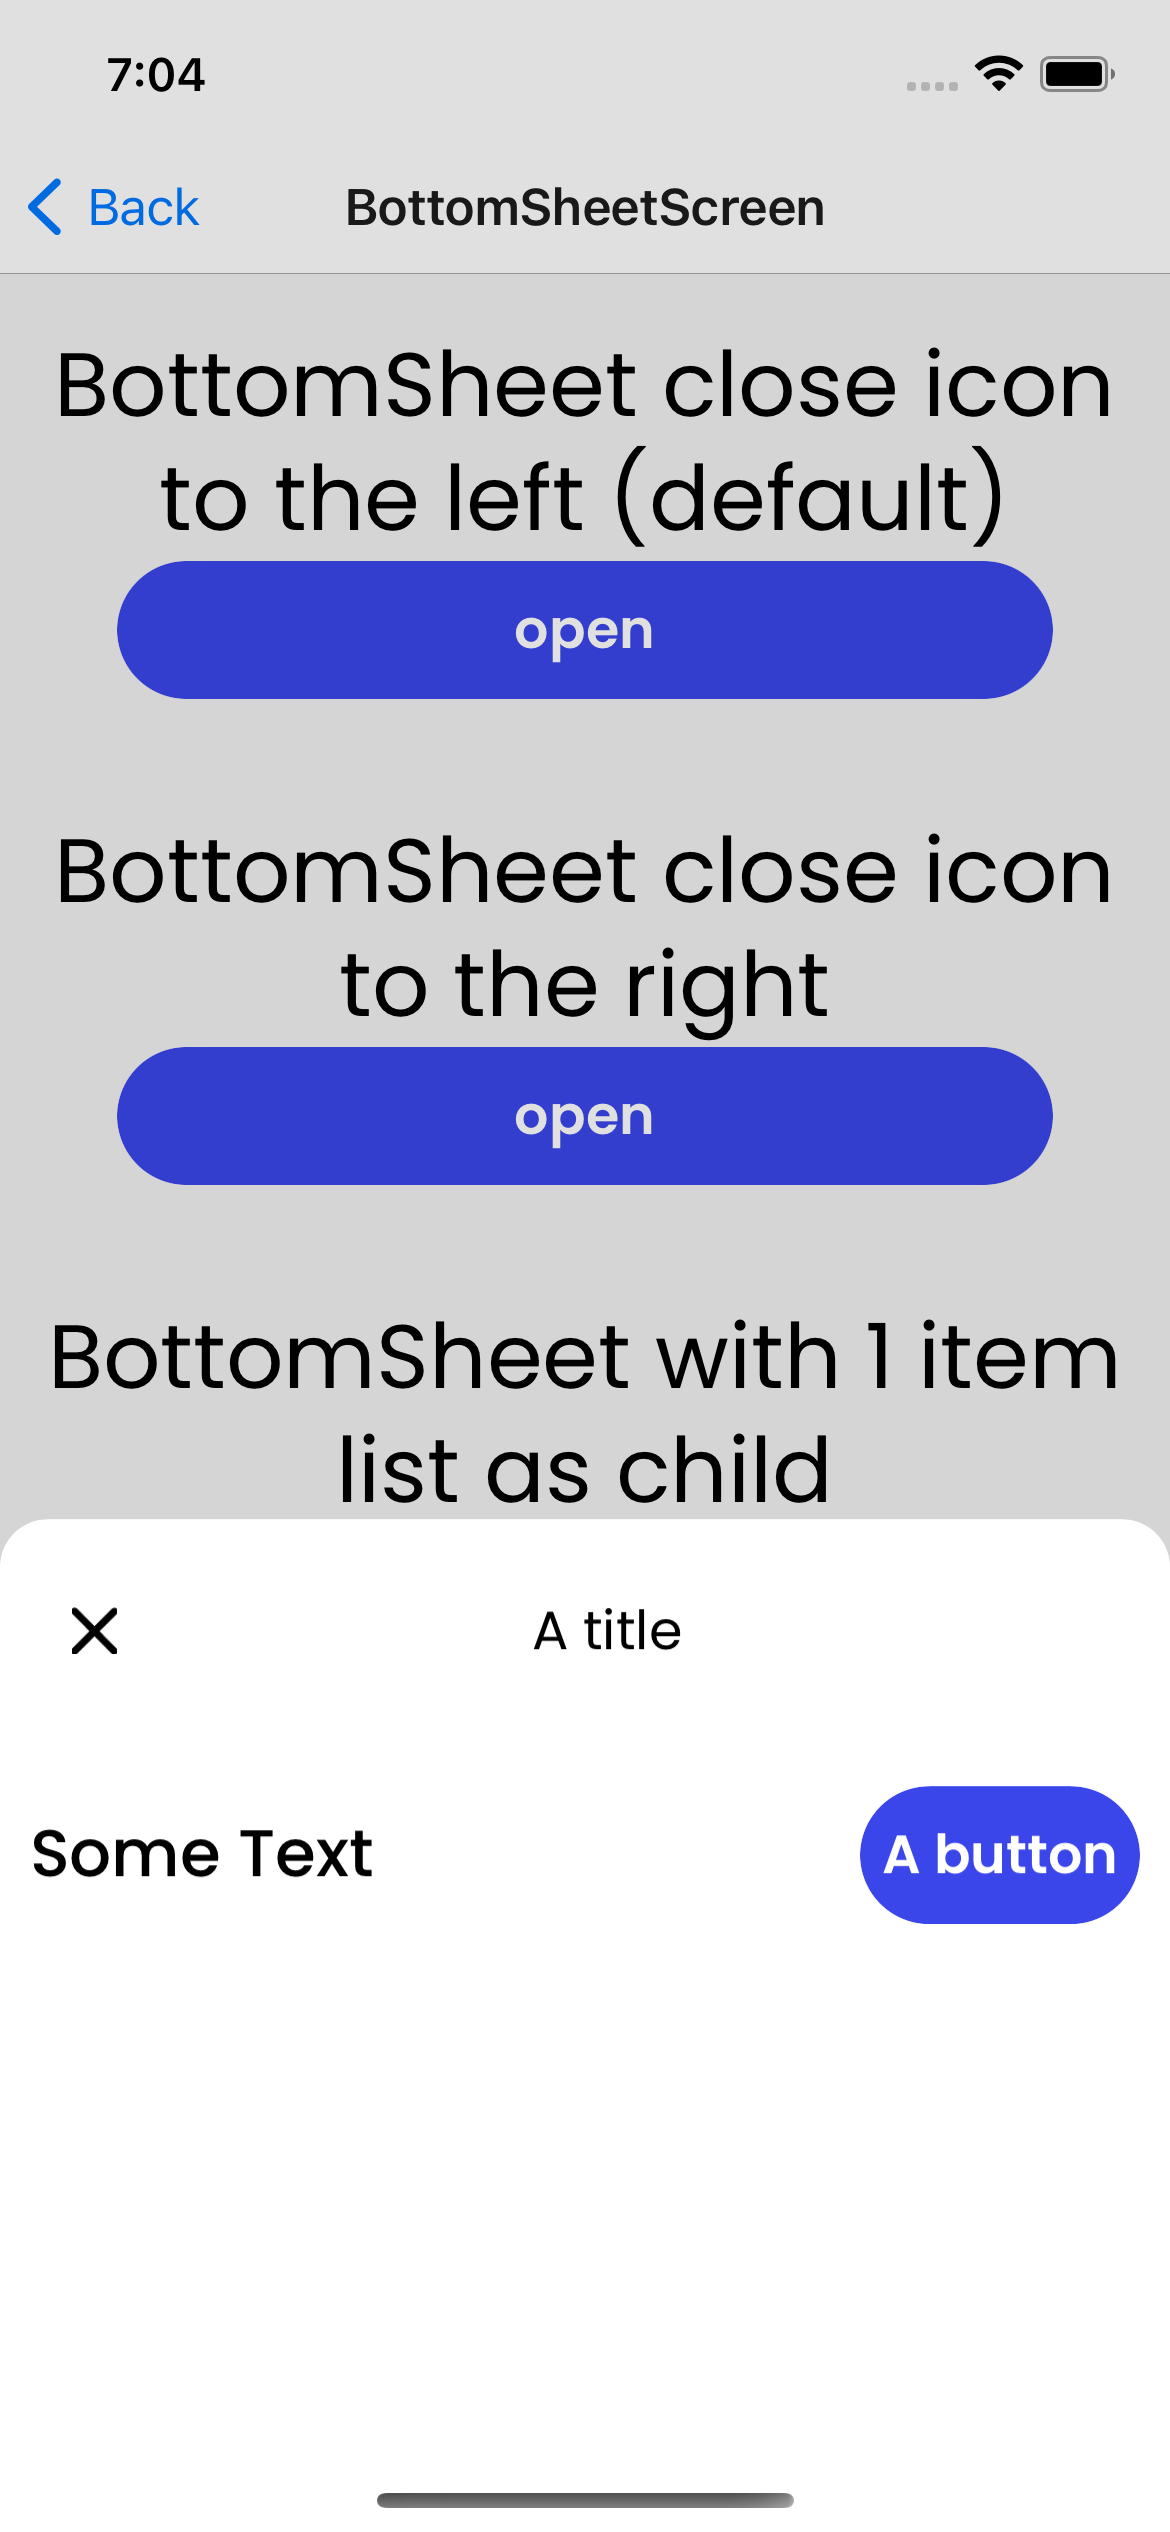 7:04
Back
BottomSheetScreen
BottomSheet close icon
to the left (default)
open
BottomSheet close icon
to the right
open
BottomSheet with 1 item
list as child
A title
Some Text
A button